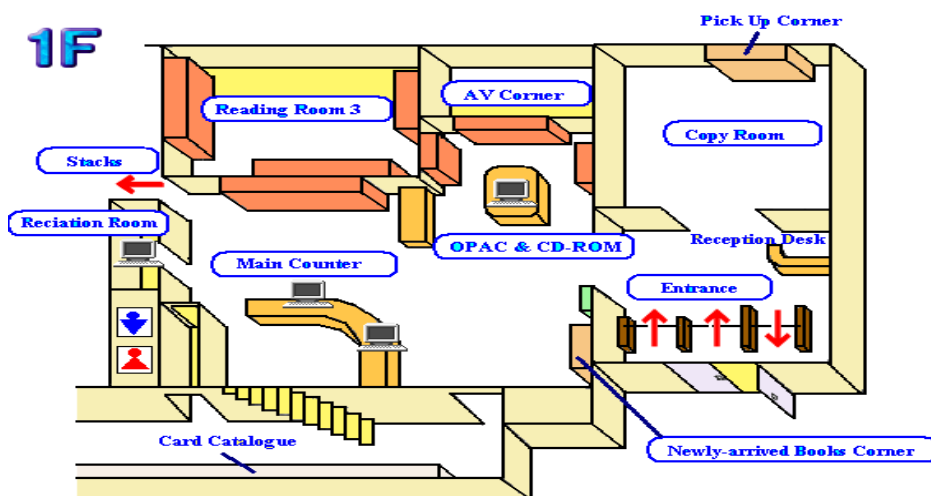 1F
Pick Up Corner
Reading Room 3
AV Corner
Copy Room
Stacks
Reciation Room
OPAC & CD-ROM
Reception Desk
Main Counter
Entrance
Card Catalogue
Newly-arrived Books Corner